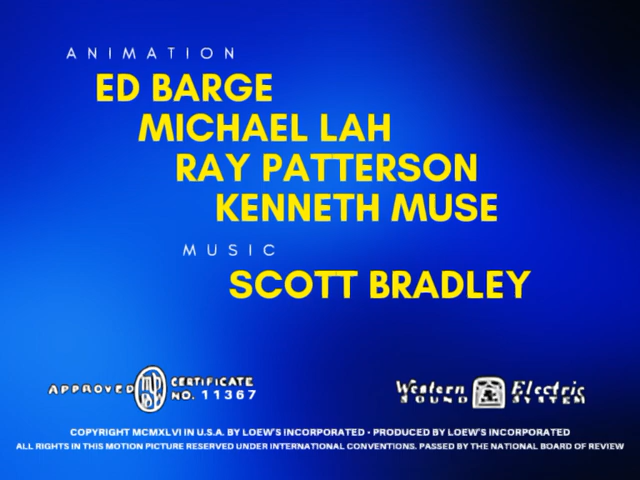 ANIMATION
ED BARGE
MICHAEL LAH
RAY PATTERSON
KENNETH MUSE
MUSIC
SCOTT BRADLEY
APPROVED CERTIFICATE NO. 11367
Western Electric
SOUND SYSTEM
COPYRIGHT MCMXLVI IN U.S.A. BY LOEW'S INCORPORATED • PRODUCED BY LOEW'S INCORPORATED
ALL RIGHTS IN THIS MOTION PICTURE RESERVED UNDER INTERNATIONAL CONVENTIONS. PASSED BY THE NATIONAL BOARD OF REVIEW